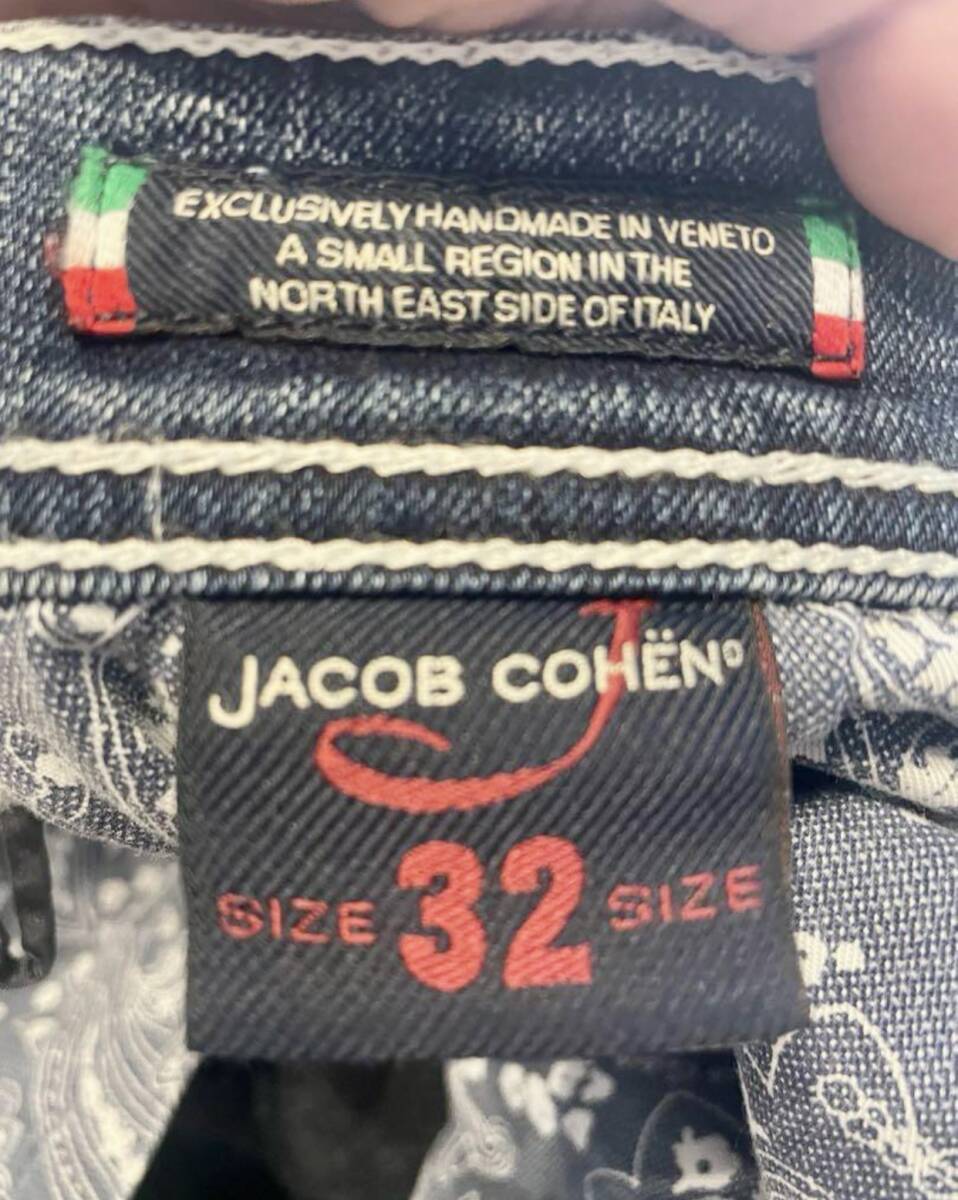 EXCLUSIVELY HANDMADE IN VENETO
A SMALL REGION IN THE
NORTH EAST SIDE OF ITALY
J
JACOB COHËN®
SIZE 32 SIZE